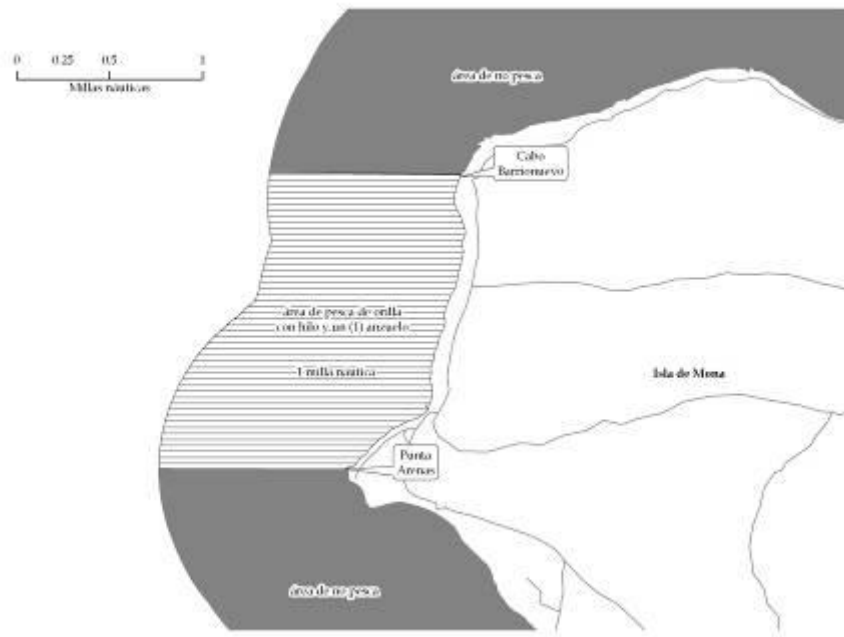 0 0.25 0.5 1
Millas náuticas
área de no pesca
Cabo
Barrionuevo
área de pesca de orilla
con hilo y un (1) anzuelo
1 milla náutica
Isla de Mona
Punta
Arenas
área de no pesca